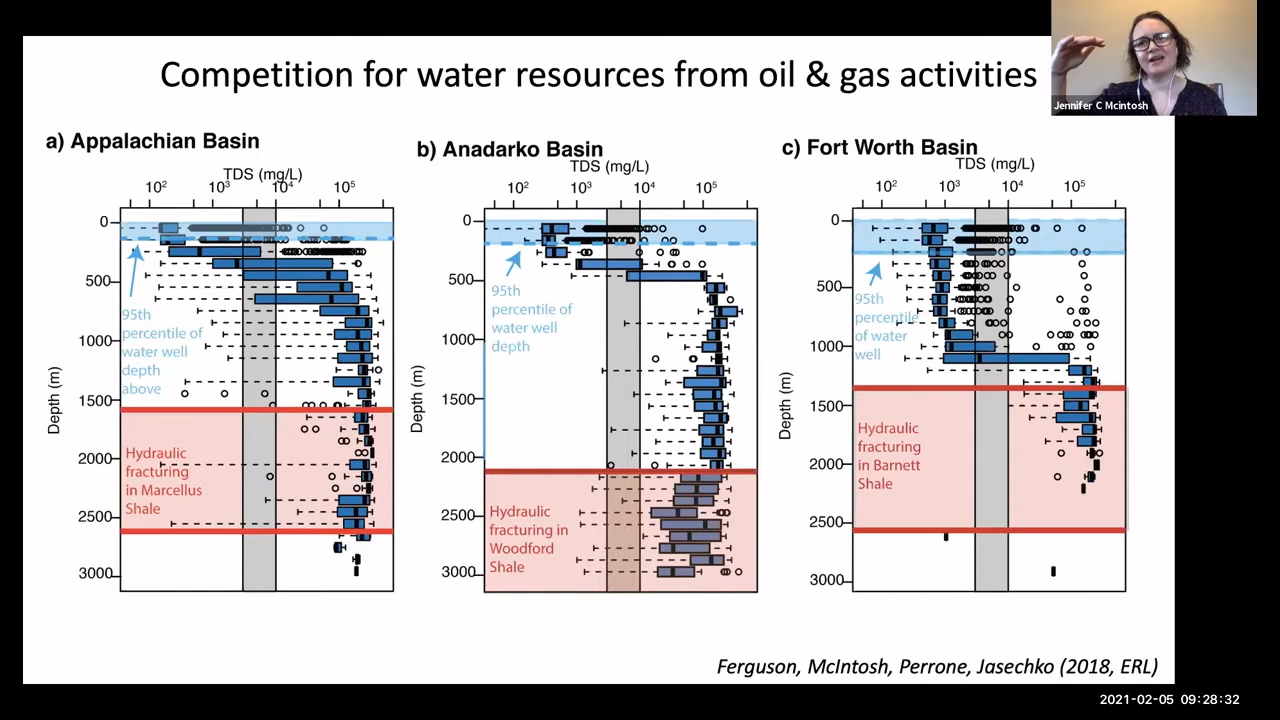 Competition for water resources from oil & gas activities
Jennifer C Mcintosh
a) Appalachian Basin
TDS (mg/L)
10² 10³ 10⁴ 10⁵
0
500
1000
1500
2000
2500
3000
Depth (m)
95th
percentile of
water well
depth
above
Hydraulic
fracturing
in Marcellus
Shale
b) Anadarko Basin
TDS (mg/L)
10² 10³ 10⁴ 10⁵
0
500
1000
1500
2000
2500
3000
Depth (m)
95th
percentile of
water well
depth
Hydraulic
fracturing in
Woodford
Shale
c) Fort Worth Basin
TDS (mg/L)
10² 10³ 10⁴ 10⁵
0
500
1000
1500
2000
2500
3000
Depth (m)
95th
percentile
of water
well
Hydraulic
fracturing
in Barnett
Shale
Ferguson, McIntosh, Perrone, Jasechko (2018, ERL)
2021-02-05 09:28:32